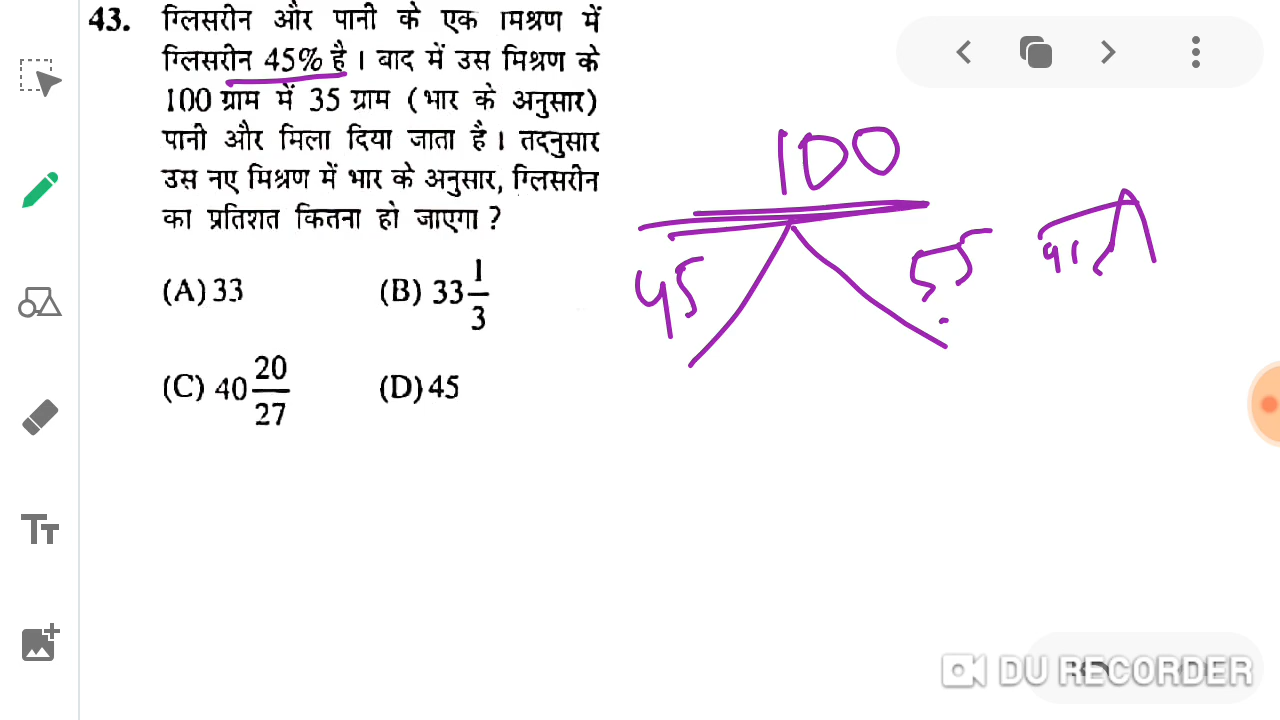 43. ग्लिसरीन और पानी के एक मिश्रण में
ग्लिसरीन 45% है। बाद में उस मिश्रण के
100 ग्राम में 35 ग्राम (भार के अनुसार)
पानी और मिला दिया जाता है। तदनुसार
उस नए मिश्रण में भार के अनुसार, ग्लिसरीन
का प्रतिशत कितना हो जाएगा ?
(A) 33 (B) 33 1/3
(C) 40 20/27 (D) 45
100
45 55
Tт
DU RECORDER